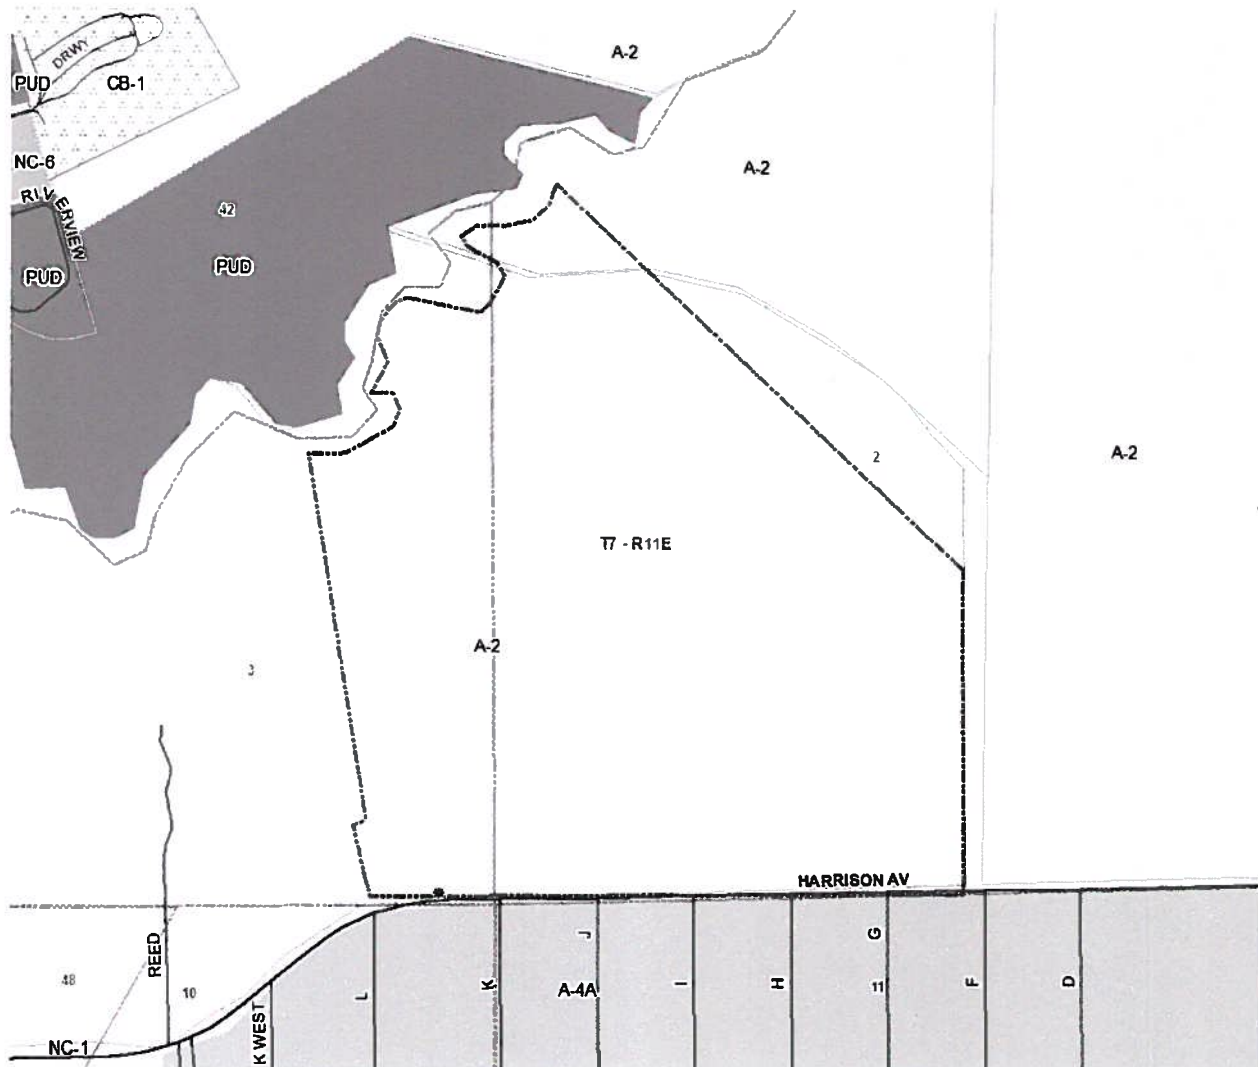 A-2
DRWY
PUD
CB-1
NC-6
A-2
RIVERVIEW
42
PUD
PUD
2
A-2
T7 - R11E
A-2
3
HARRISON AV
REED
J
G
48
10
L
K
A-4A
I
H
11
F
D
K WEST
NC-1